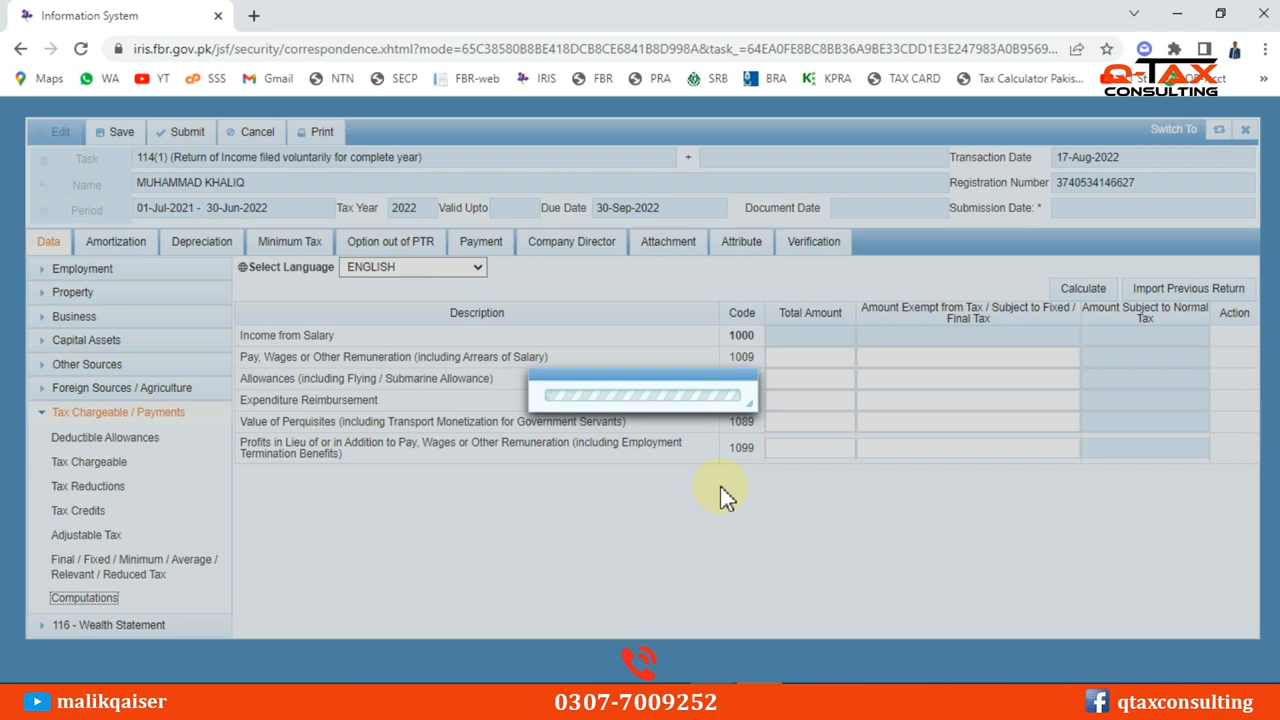 Information System
iris.fbr.gov.pk/jsf/security/correspondence.xhtml?mode=65C38580B8BE418DCB8CE6841B8D998A&task_=64EA0FE8BC8BB36A9BE33CDD1E3E247983A0B9569...
Maps WA YT SSS Gmail NTN SECP FBR-web IRIS FBR PRA SRB BRA KPRA TAX CARD Tax Calculator Pakis...
Q-TAX
CONSULTING
Edit Save Submit Cancel Print Switch To
Task 114(1) (Return of Income filed voluntarily for complete year) + Transaction Date 17-Aug-2022
Name MUHAMMAD KHALIQ Registration Number 3740534146627
Period 01-Jul-2021 - 30-Jun-2022 Tax Year 2022 Valid Upto Due Date 30-Sep-2022 Document Date Submission Date: *
Data Amortization Depreciation Minimum Tax Option out of PTR Payment Company Director Attachment Attribute Verification
Employment
Property
Business
Capital Assets
Other Sources
Foreign Sources / Agriculture
Tax Chargeable / Payments
Deductible Allowances
Tax Chargeable
Tax Reductions
Tax Credits
Adjustable Tax
Final / Fixed / Minimum / Average /
Relevant / Reduced Tax
Computations
116 - Wealth Statement
Select Language ENGLISH
Calculate Import Previous Return
Description Code Total Amount Amount Exempt from Tax / Subject to Fixed / Final Tax Amount Subject to Normal Tax Action
Income from Salary 1000
Pay, Wages or Other Remuneration (including Arrears of Salary) 1009
Allowances (including Flying / Submarine Allowance)
Expenditure Reimbursement
Value of Perquisites (including Transport Monetization for Government Servants) 1089
Profits in Lieu of or in Addition to Pay, Wages or Other Remuneration (including Employment
Termination Benefits) 1099
malikqaiser 0307-7009252 qtaxconsulting